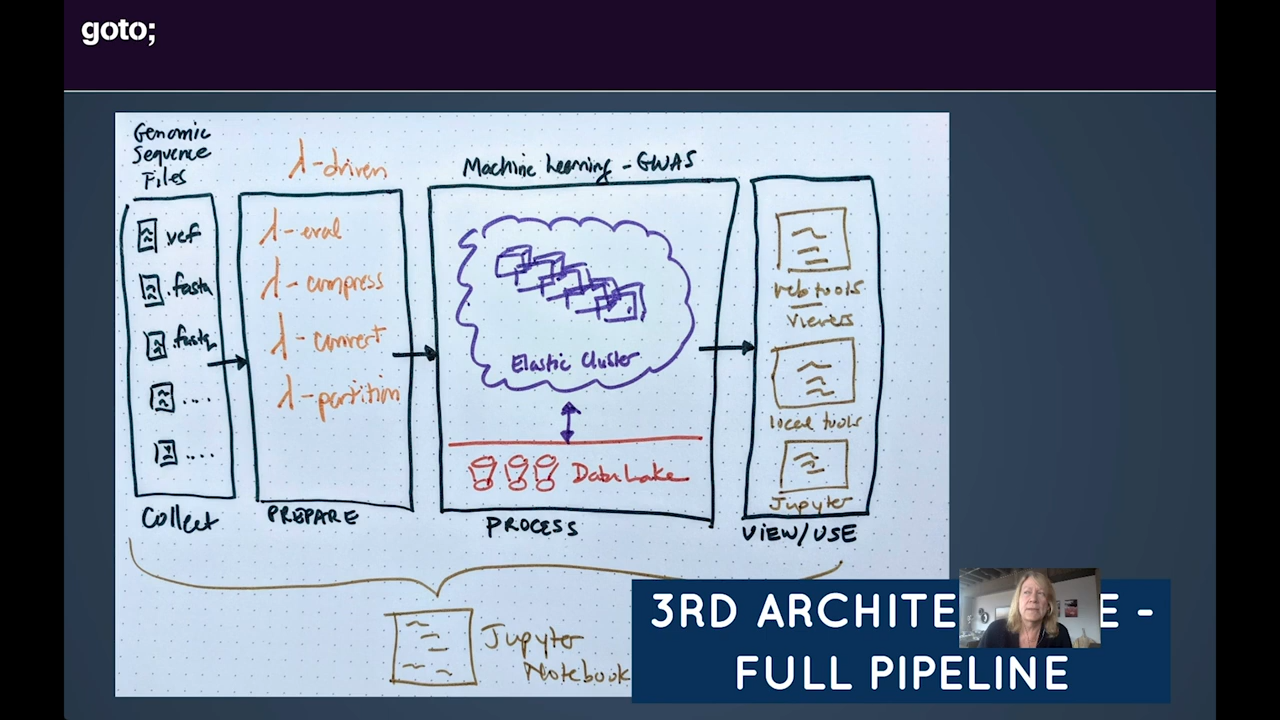 goto;
Genomic
Sequence
Files
vcf
.fasta
.fastq
....
....
Collect
λ-driven
λ-eval
λ-compress
λ-convert
λ-partition
PREPARE
Machine Learning - GWAS
Elastic Cluster
Data Lake
PROCESS
web tools
viewers
local tools
Jupyter
VIEW/USE
Jupyter
Notebook
3RD ARCHITE E -
FULL PIPELINE